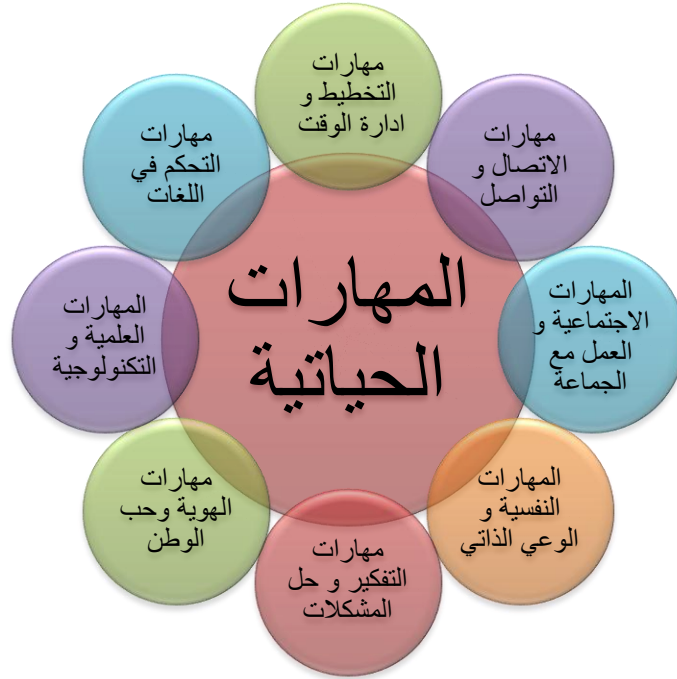 المهارات
الحياتية
مهارات
التخطيط و
ادارة الوقت
مهارات
الاتصال و
التواصل
المهارات
الاجتماعية و
العمل مع
الجماعة
المهارات
النفسية و
الوعي الذاتي
مهارات
التفكير و حل
المشكلات
مهارات
الهوية وحب
الوطن
المهارات
العلمية و
التكنولوجية
مهارات
التحكم في
اللغات